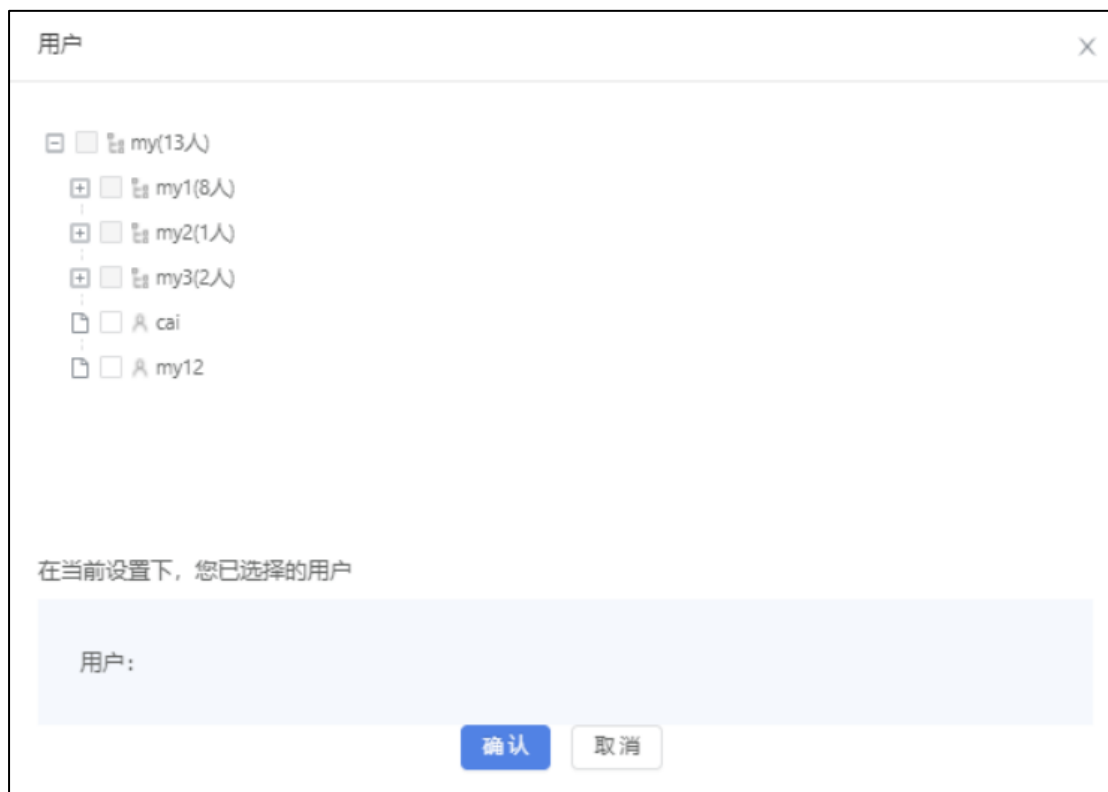 用户
my(13人)
my1(8人)
my2(1人)
my3(2人)
cai
my12
在当前设置下，您已选择的用户
用户：
确认 取消